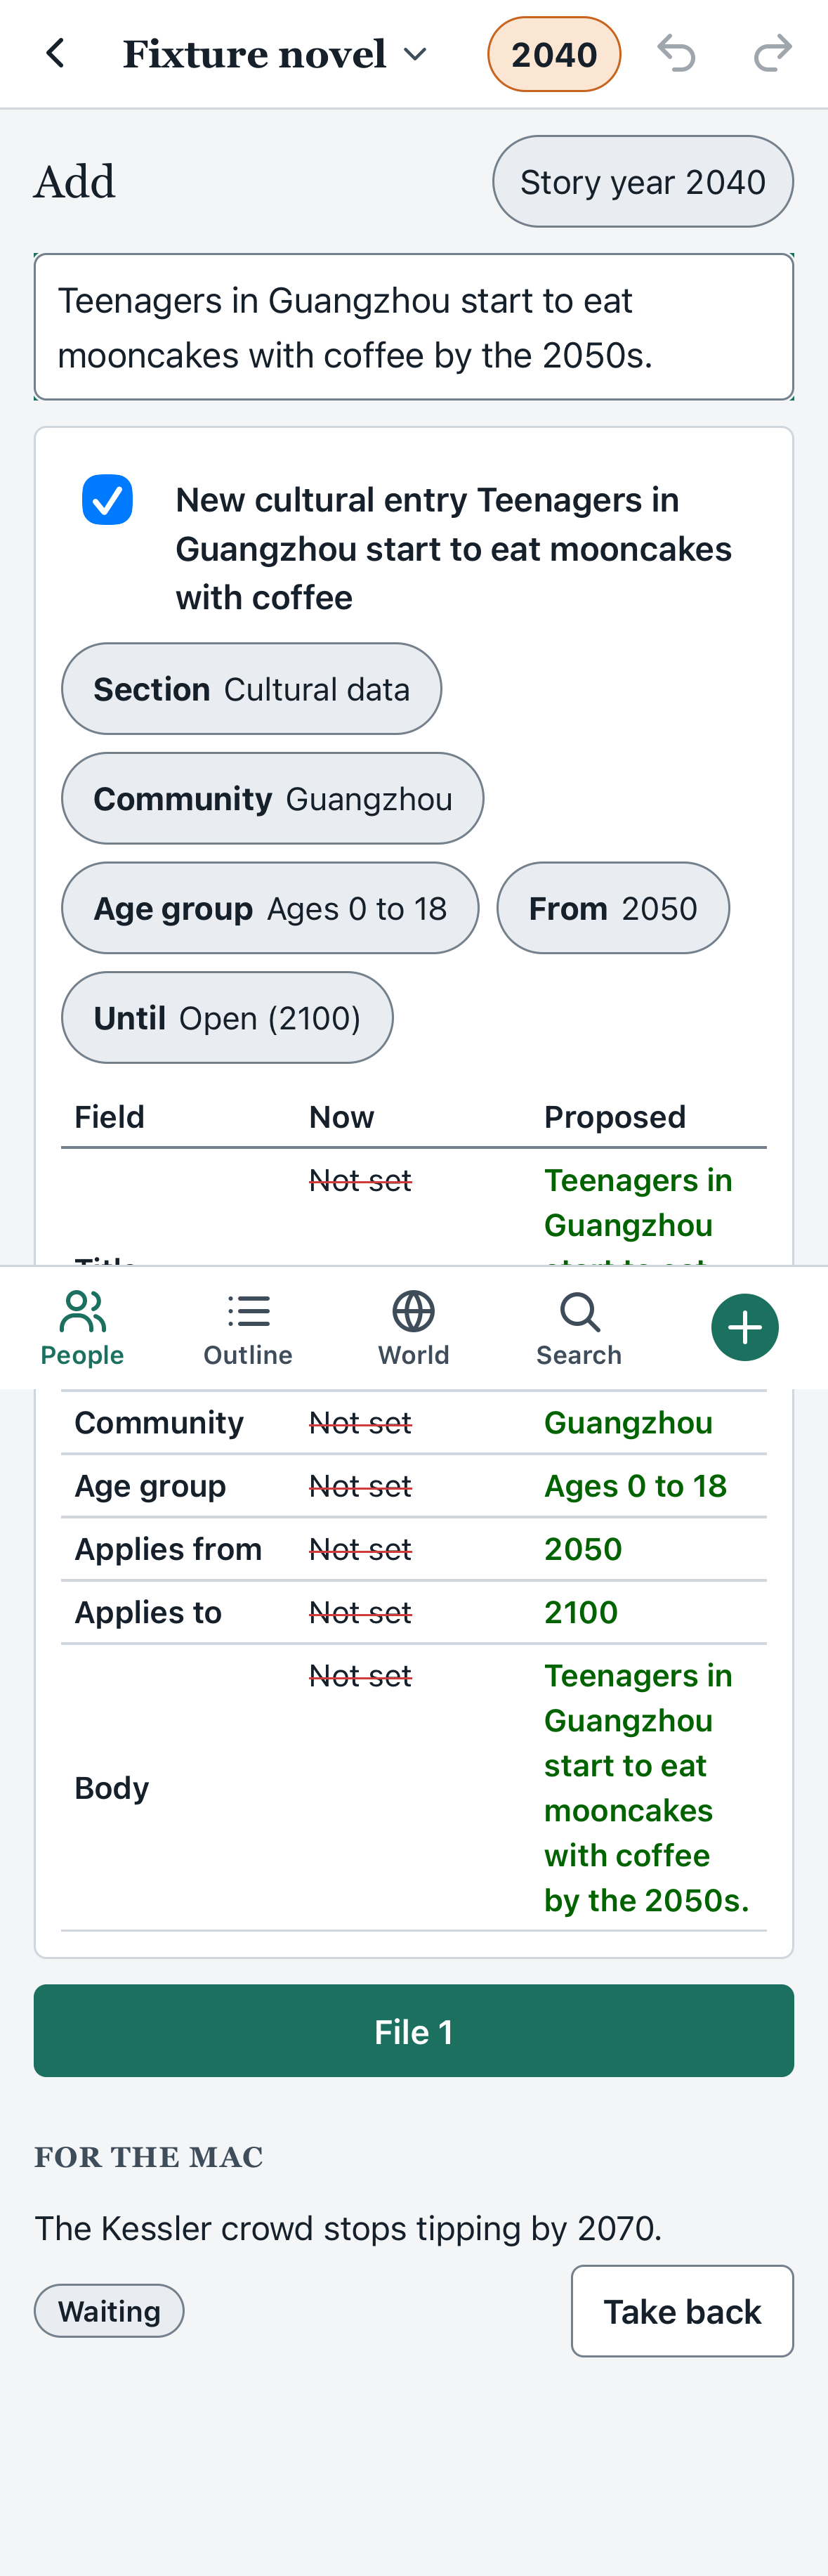 Fixture novel
2040
Add
Story year 2040
Teenagers in Guangzhou start to eat
mooncakes with coffee by the 2050s.
New cultural entry Teenagers in
Guangzhou start to eat mooncakes
with coffee
Section Cultural data
Community Guangzhou
Age group Ages 0 to 18
From 2050
Until Open (2100)
Field Now Proposed
Not set Teenagers in
Guangzhou
start to eat
Title
People Outline World Search
Community Not set Guangzhou
Age group Not set Ages 0 to 18
Applies from Not set 2050
Applies to Not set 2100
Not set Teenagers in
Guangzhou
start to eat
Body mooncakes
with coffee
by the 2050s.
File 1
FOR THE MAC
The Kessler crowd stops tipping by 2070.
Waiting
Take back